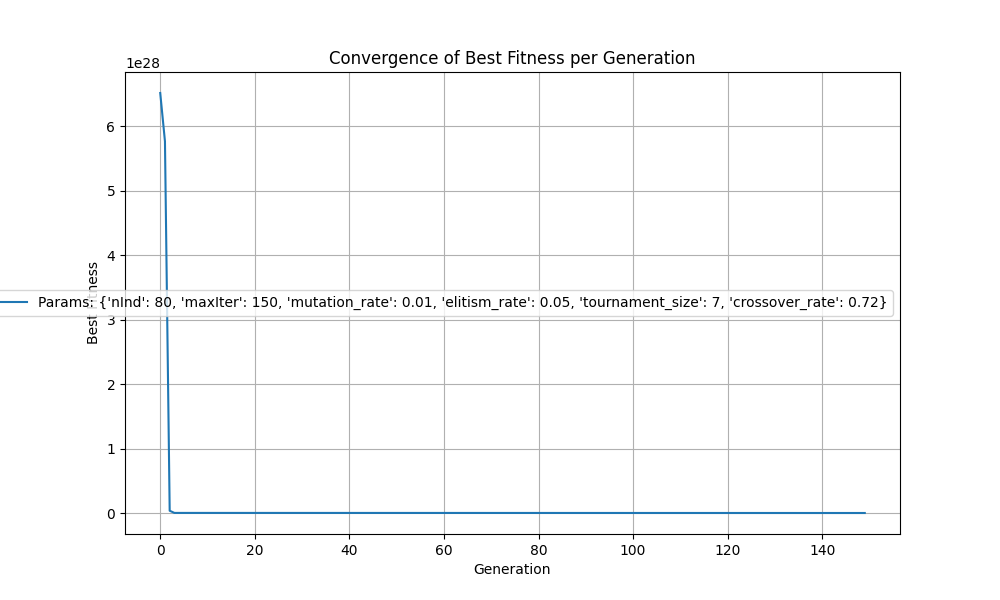 Convergence of Best Fitness per Generation
1e28
6
5
4
3
2
1
0
Best Fitness
Params: {'nInd': 80, 'maxIter': 150, 'mutation_rate': 0.01, 'elitism_rate': 0.05, 'tournament_size': 7, 'crossover_rate': 0.72}
0 20 40 60 80 100 120 140
Generation